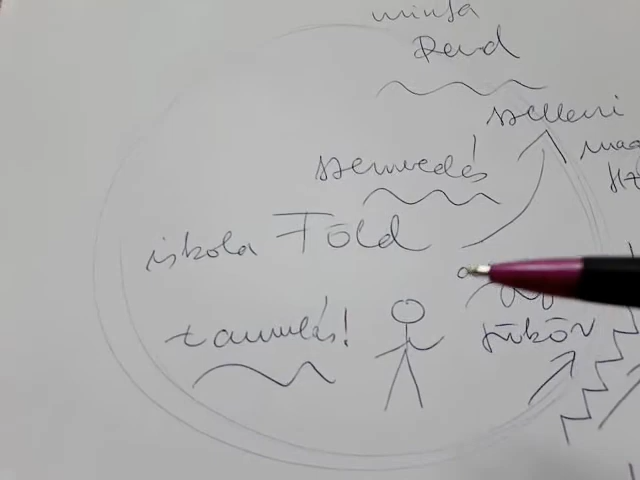 minta
Rend
szellemi
szenvedés
iskola Föld
tanulás!
tükör